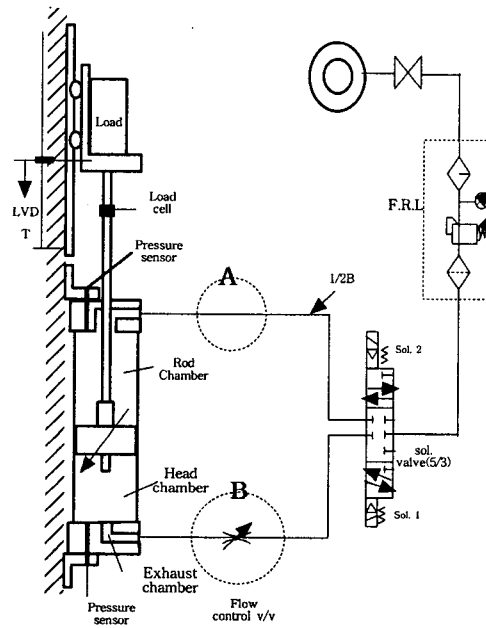 Load
LVD
T
Load
cell
Pressure
sensor
F.R.L
A
1/2B
Sol. 2
Rod
Chamber
sol.
valve(5/3)
Head
chamber
B
Sol. 1
Exhaust
chamber
Pressure
sensor
Flow
control v/v